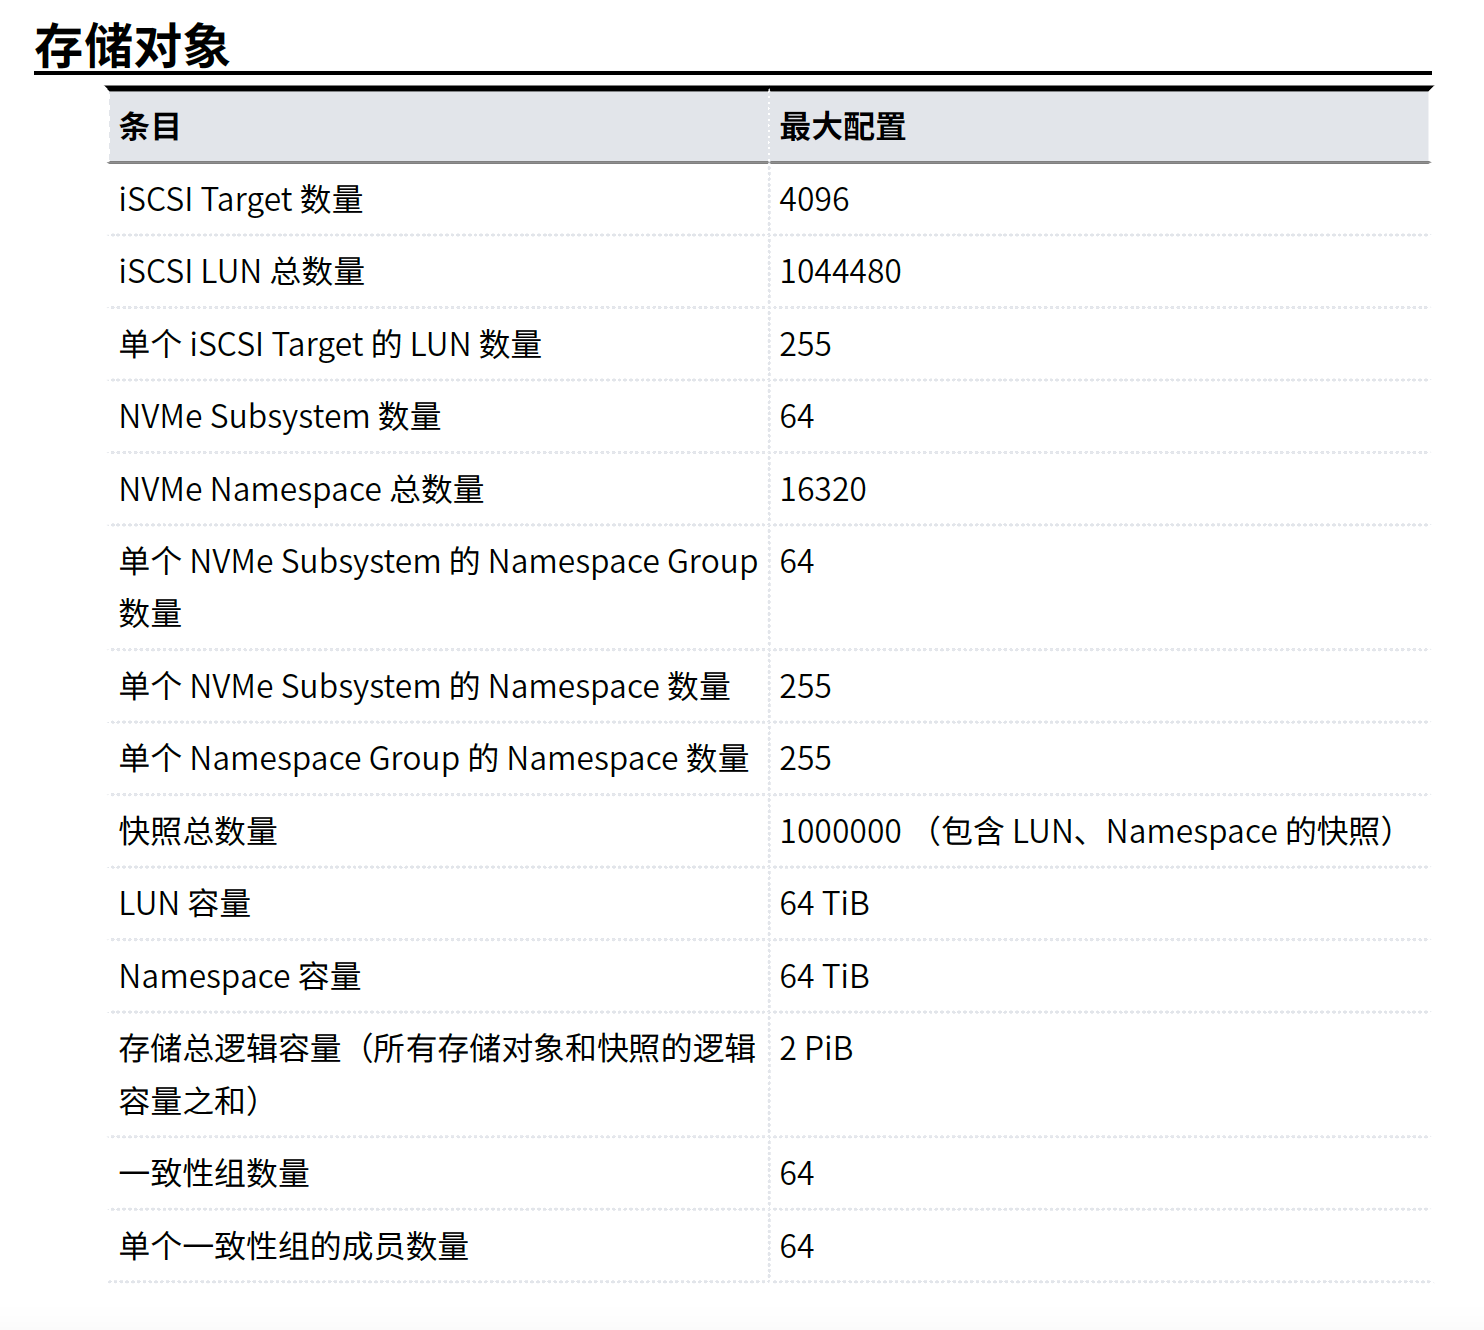 存储对象
条目 最大配置
iSCSI Target 数量 4096
iSCSI LUN 总数量 1044480
单个 iSCSI Target 的 LUN 数量 255
NVMe Subsystem 数量 64
NVMe Namespace 总数量 16320
单个 NVMe Subsystem 的 Namespace Group 64
数量
单个 NVMe Subsystem 的 Namespace 数量 255
单个 Namespace Group 的 Namespace 数量 255
快照总数量 1000000 （包含 LUN、Namespace 的快照）
LUN 容量 64 TiB
Namespace 容量 64 TiB
存储总逻辑容量（所有存储对象和快照的逻辑 2 PiB
容量之和）
一致性组数量 64
单个一致性组的成员数量 64